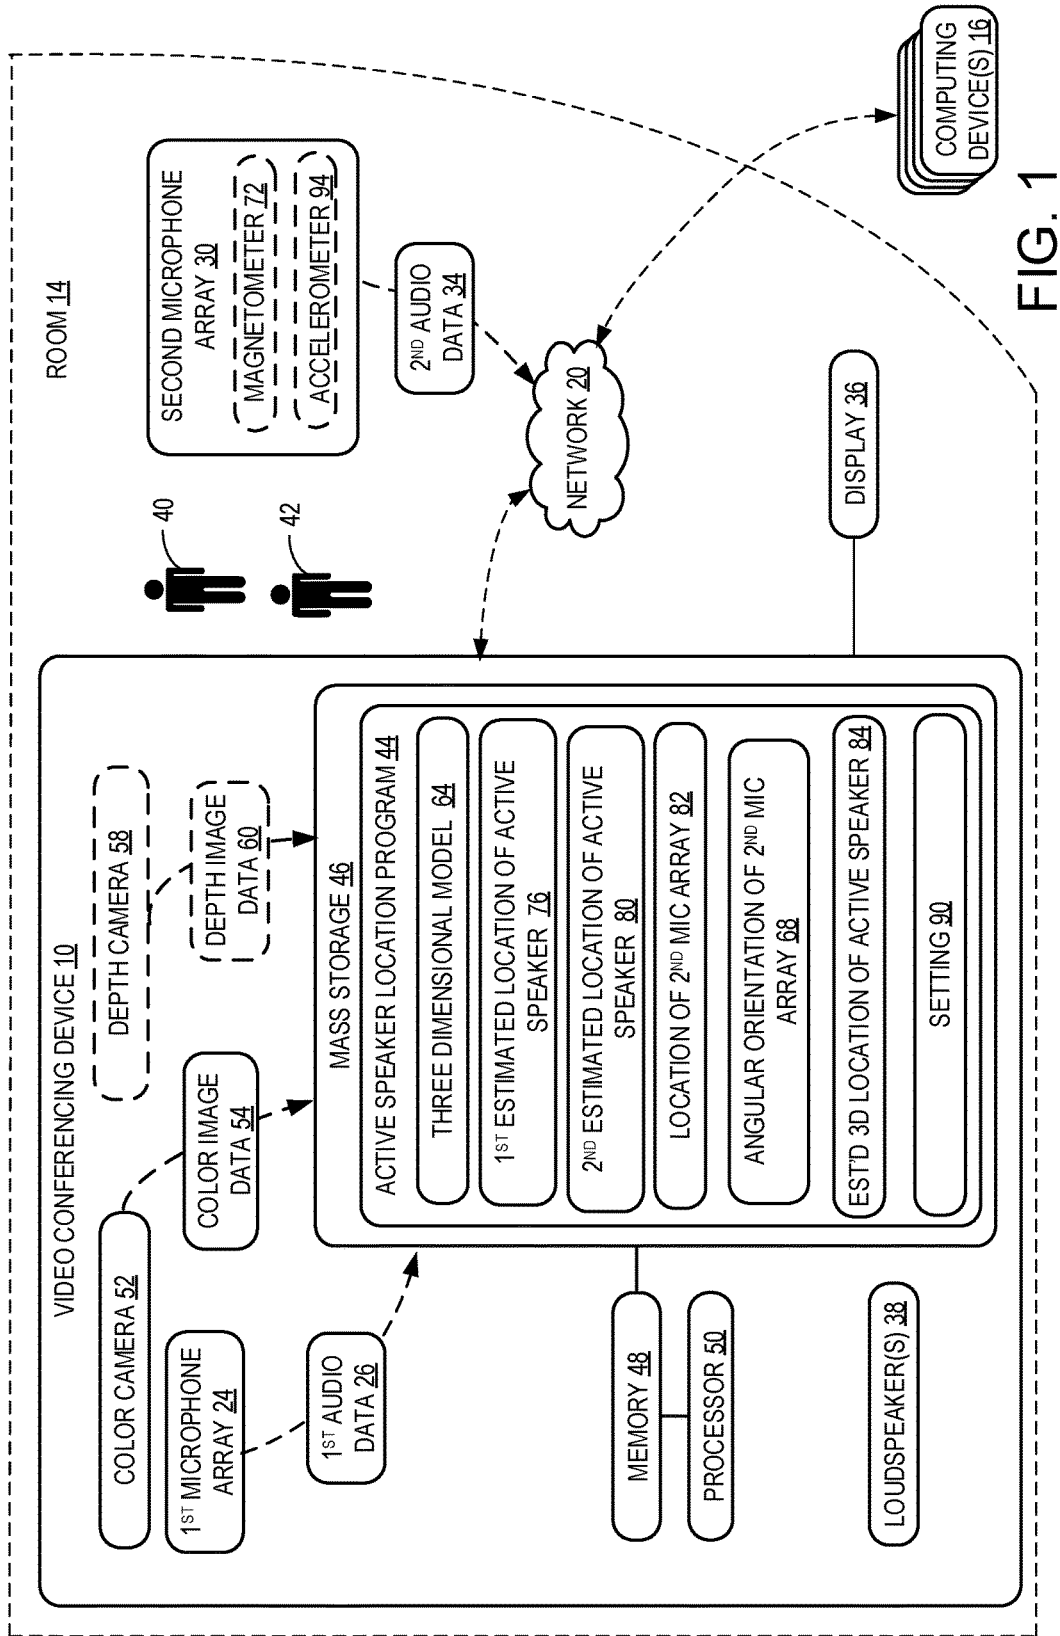 ROOM 14
VIDEO CONFERENCING DEVICE 10
COLOR CAMERA 52
DEPTH CAMERA 58
1ST MICROPHONE
ARRAY 24
COLOR IMAGE
DATA 54
DEPTH IMAGE
DATA 60
1ST AUDIO
DATA 26
MASS STORAGE 46
ACTIVE SPEAKER LOCATION PROGRAM 44
THREE DIMENSIONAL MODEL 64
1ST ESTIMATED LOCATION OF ACTIVE
SPEAKER 76
2ND ESTIMATED LOCATION OF ACTIVE
SPEAKER 80
LOCATION OF 2ND MIC ARRAY 82
ANGULAR ORIENTATION OF 2ND MIC
ARRAY 68
EST'D 3D LOCATION OF ACTIVE SPEAKER 84
SETTING 90
MEMORY 48
PROCESSOR 50
LOUDSPEAKER(S) 38
40
42
SECOND MICROPHONE
ARRAY 30
MAGNETOMETER 72
ACCELEROMETER 94
2ND AUDIO
DATA 34
NETWORK 20
DISPLAY 36
COMPUTING
DEVICE(S) 16
FIG. 1